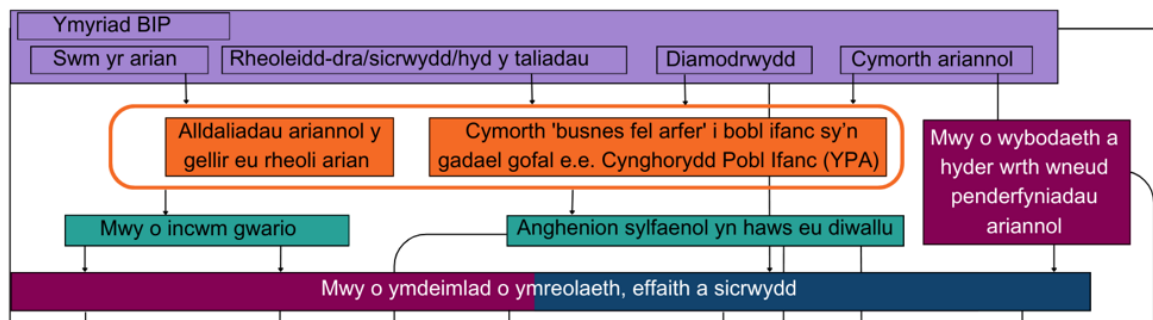 Ymyriad BIP
Swm yr arian
Rheoleidd-dra/sicrwydd/hyd y taliadau
Diamodrwydd
Cymorth ariannol
Alldaliadau ariannol y
gellir eu rheoli arian
Cymorth 'busnes fel arfer' i bobl ifanc sy’n
gadael gofal e.e. Cynghorydd Pobl Ifanc (YPA)
Mwy o wybodaeth a
hyder wrth wneud
penderfyniadau
ariannol
Mwy o incwm gwario
Anghenion sylfaenol yn haws eu diwallu
Mwy o ymdeimlad o ymreolaeth, effaith a sicrwydd